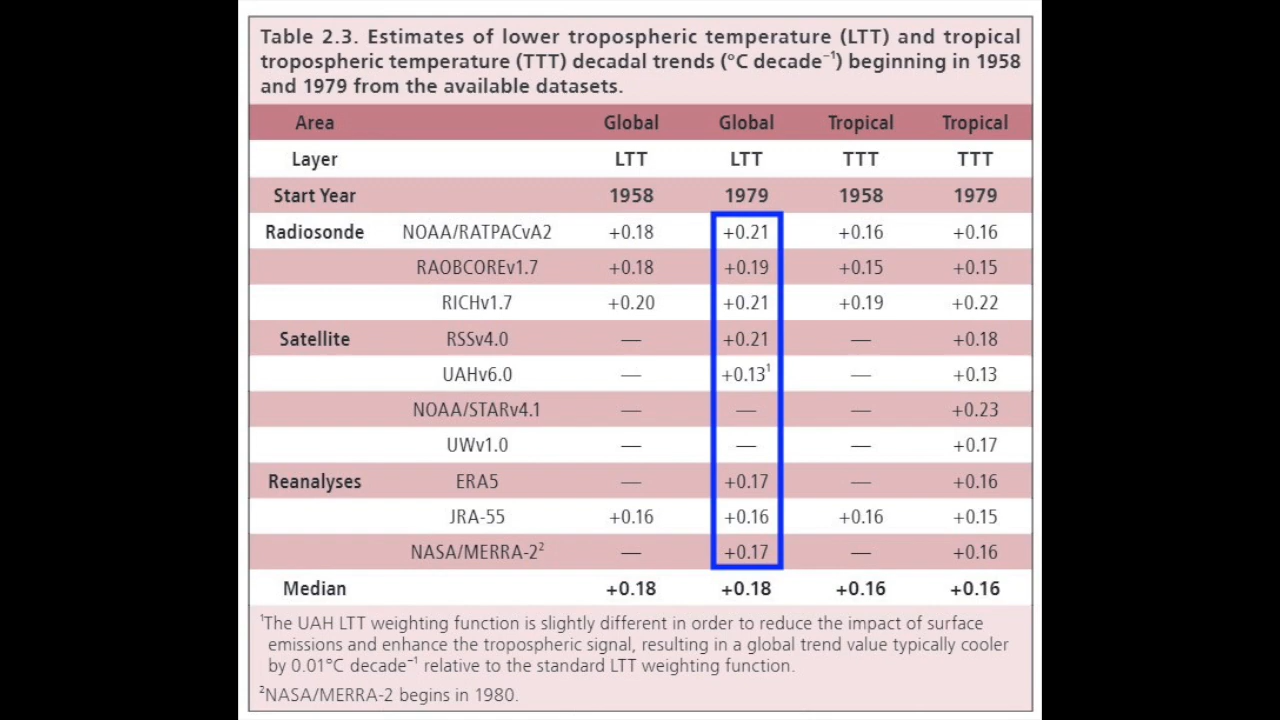 Table 2.3. Estimates of lower tropospheric temperature (LTT) and tropical
tropospheric temperature (TTT) decadal trends (°C decade⁻¹) beginning in 1958
and 1979 from the available datasets.
Area Global Global Tropical Tropical
Layer LTT LTT TTT TTT
Start Year 1958 1979 1958 1979
Radiosonde NOAA/RATPACvA2 +0.18 +0.21 +0.16 +0.16
RAOBCOREv1.7 +0.18 +0.19 +0.15 +0.15
RICHv1.7 +0.20 +0.21 +0.19 +0.22
Satellite RSSv4.0 — +0.21 — +0.18
UAHv6.0 — +0.13¹ — +0.13
NOAA/STARv4.1 — — — +0.23
UWv1.0 — — — +0.17
Reanalyses ERA5 — +0.17 — +0.16
JRA-55 +0.16 +0.16 +0.16 +0.15
NASA/MERRA-2² — +0.17 — +0.16
Median +0.18 +0.18 +0.16 +0.16
¹The UAH LTT weighting function is slightly different in order to reduce the impact of surface
emissions and enhance the tropospheric signal, resulting in a global trend value typically cooler
by 0.01°C decade⁻¹ relative to the standard LTT weighting function.
²NASA/MERRA-2 begins in 1980.